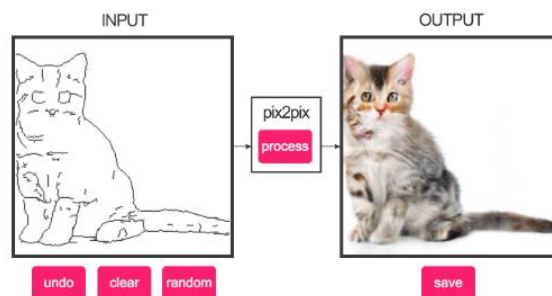 INPUT
OUTPUT
pix2pix
process
undo
clear
random
save